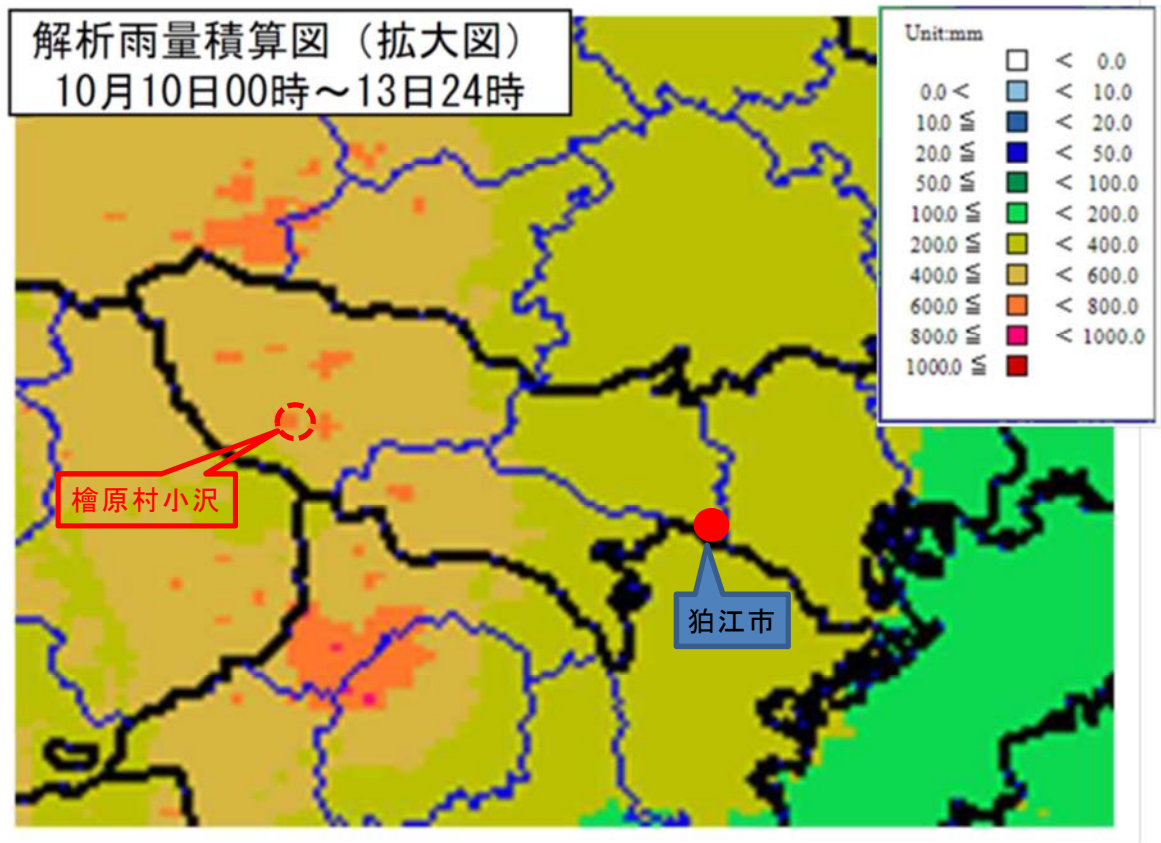 解析雨量積算図（拡大図）
10月10日00時～13日24時
Unit:mm
< 0.0
0.0 < < 10.0
10.0 ≦ < 20.0
20.0 ≦ < 50.0
50.0 ≦ < 100.0
100.0 ≦ < 200.0
200.0 ≦ < 400.0
400.0 ≦ < 600.0
600.0 ≦ < 800.0
800.0 ≦ < 1000.0
1000.0 ≦
檜原村小沢
狛江市